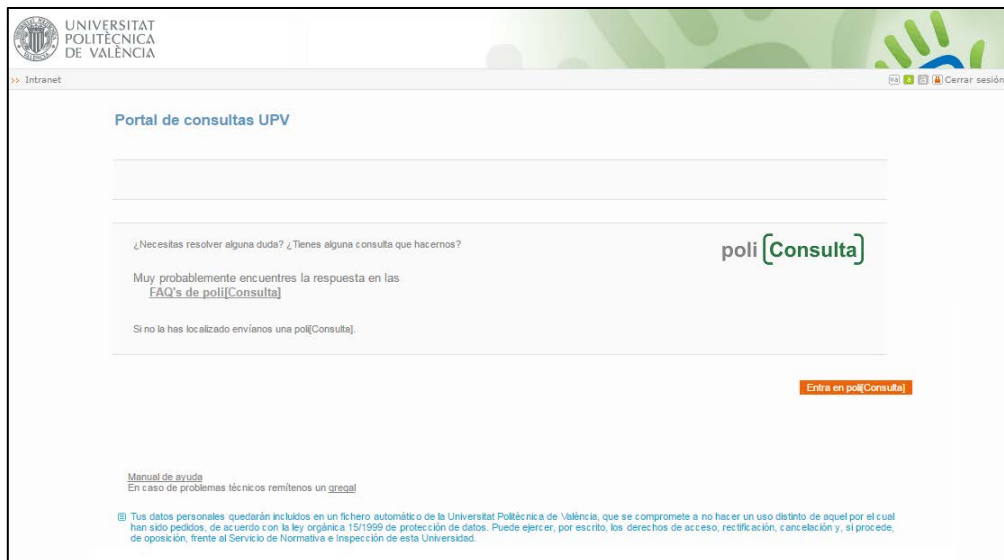 UNIVERSITAT
POLITÈCNICA
DE VALÈNCIA
>> Intranet
va a Cerrar sesión
Portal de consultas UPV
¿Necesitas resolver alguna duda? ¿Tienes alguna consulta que hacernos?
poli [Consulta]
Muy probablemente encuentres la respuesta en las
FAQ's de poli[Consulta]
Si no la has localizado envíanos una poli[Consulta].
Entra en poli[Consulta]
Manual de ayuda
En caso de problemas técnicos remítenos un gregal
Tus datos personales quedarán incluidos en un fichero automático de la Universitat Politècnica de València, que se compromete a no hacer un uso distinto de aquel por el cual
han sido pedidos, de acuerdo con la ley orgánica 15/1999 de protección de datos. Puede ejercer, por escrito, los derechos de acceso, rectificación, cancelación y, si procede,
de oposición, frente al Servicio de Normativa e Inspección de esta Universidad.